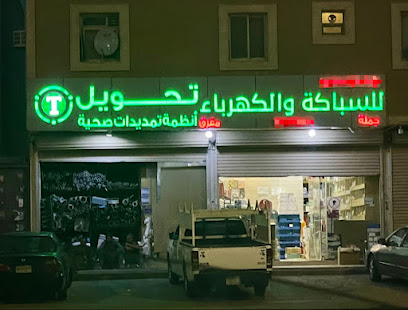 تحويل للسباكة والكهرباء
أنظمة تمديدات صحية
مفرق
جملة
T